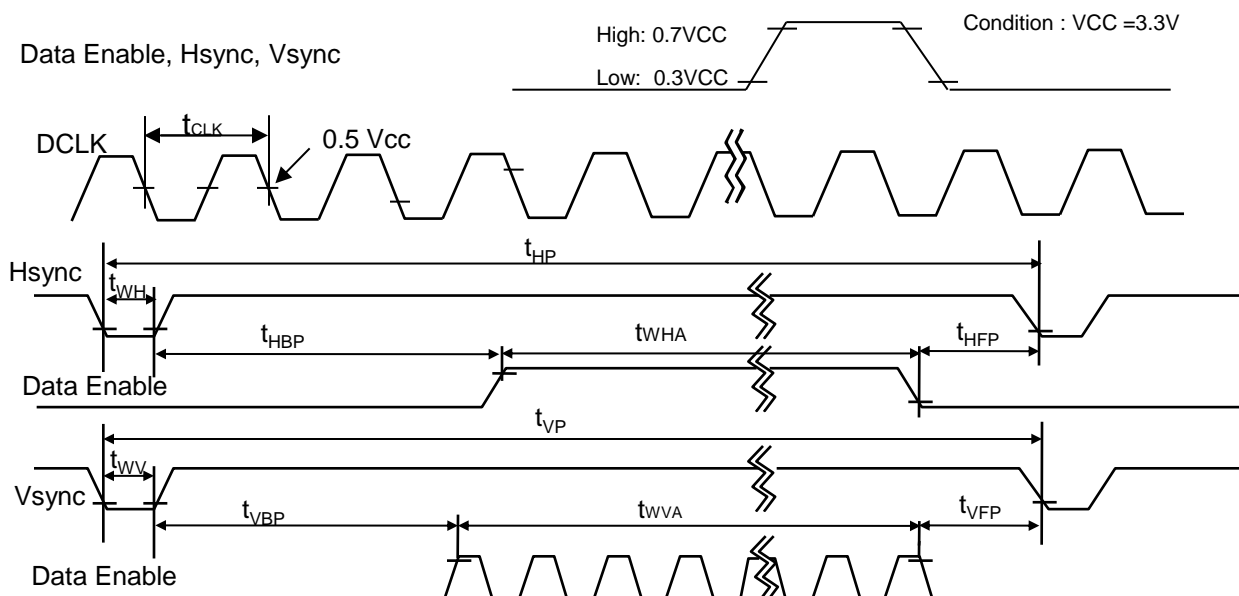 High: 0.7VCC
Condition : VCC =3.3V
Data Enable, Hsync, Vsync
Low: 0.3VCC
tCLK
DCLK
0.5 Vcc
tHP
Hsync
tWH
tHBP
tWHA
tHFP
Data Enable
tVP
tWV
Vsync
tVBP
tWVA
tVFP
Data Enable